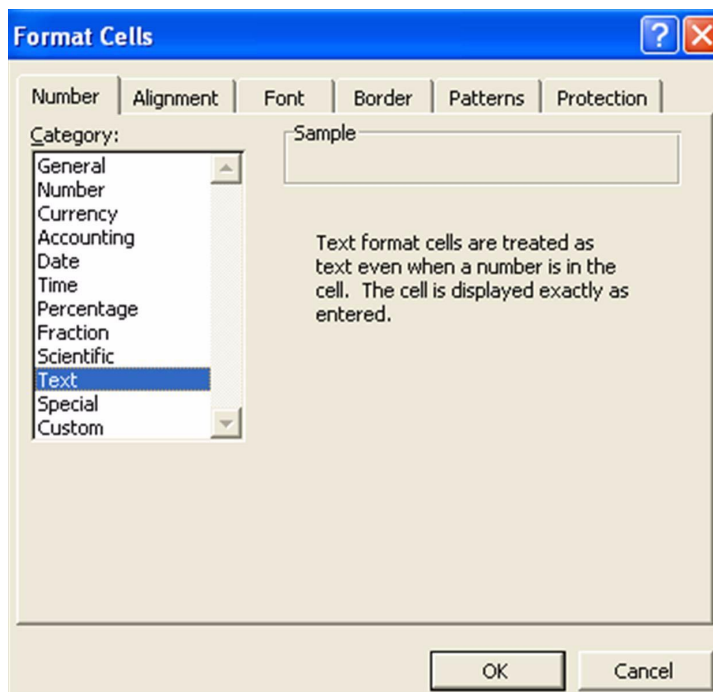 Format Cells
?
Number Alignment Font Border Patterns Protection
Category:
General
Number
Currency
Accounting
Date
Time
Percentage
Fraction
Scientific
Text
Special
Custom
Sample
Text format cells are treated as
text even when a number is in the
cell. The cell is displayed exactly as
entered.
OK Cancel